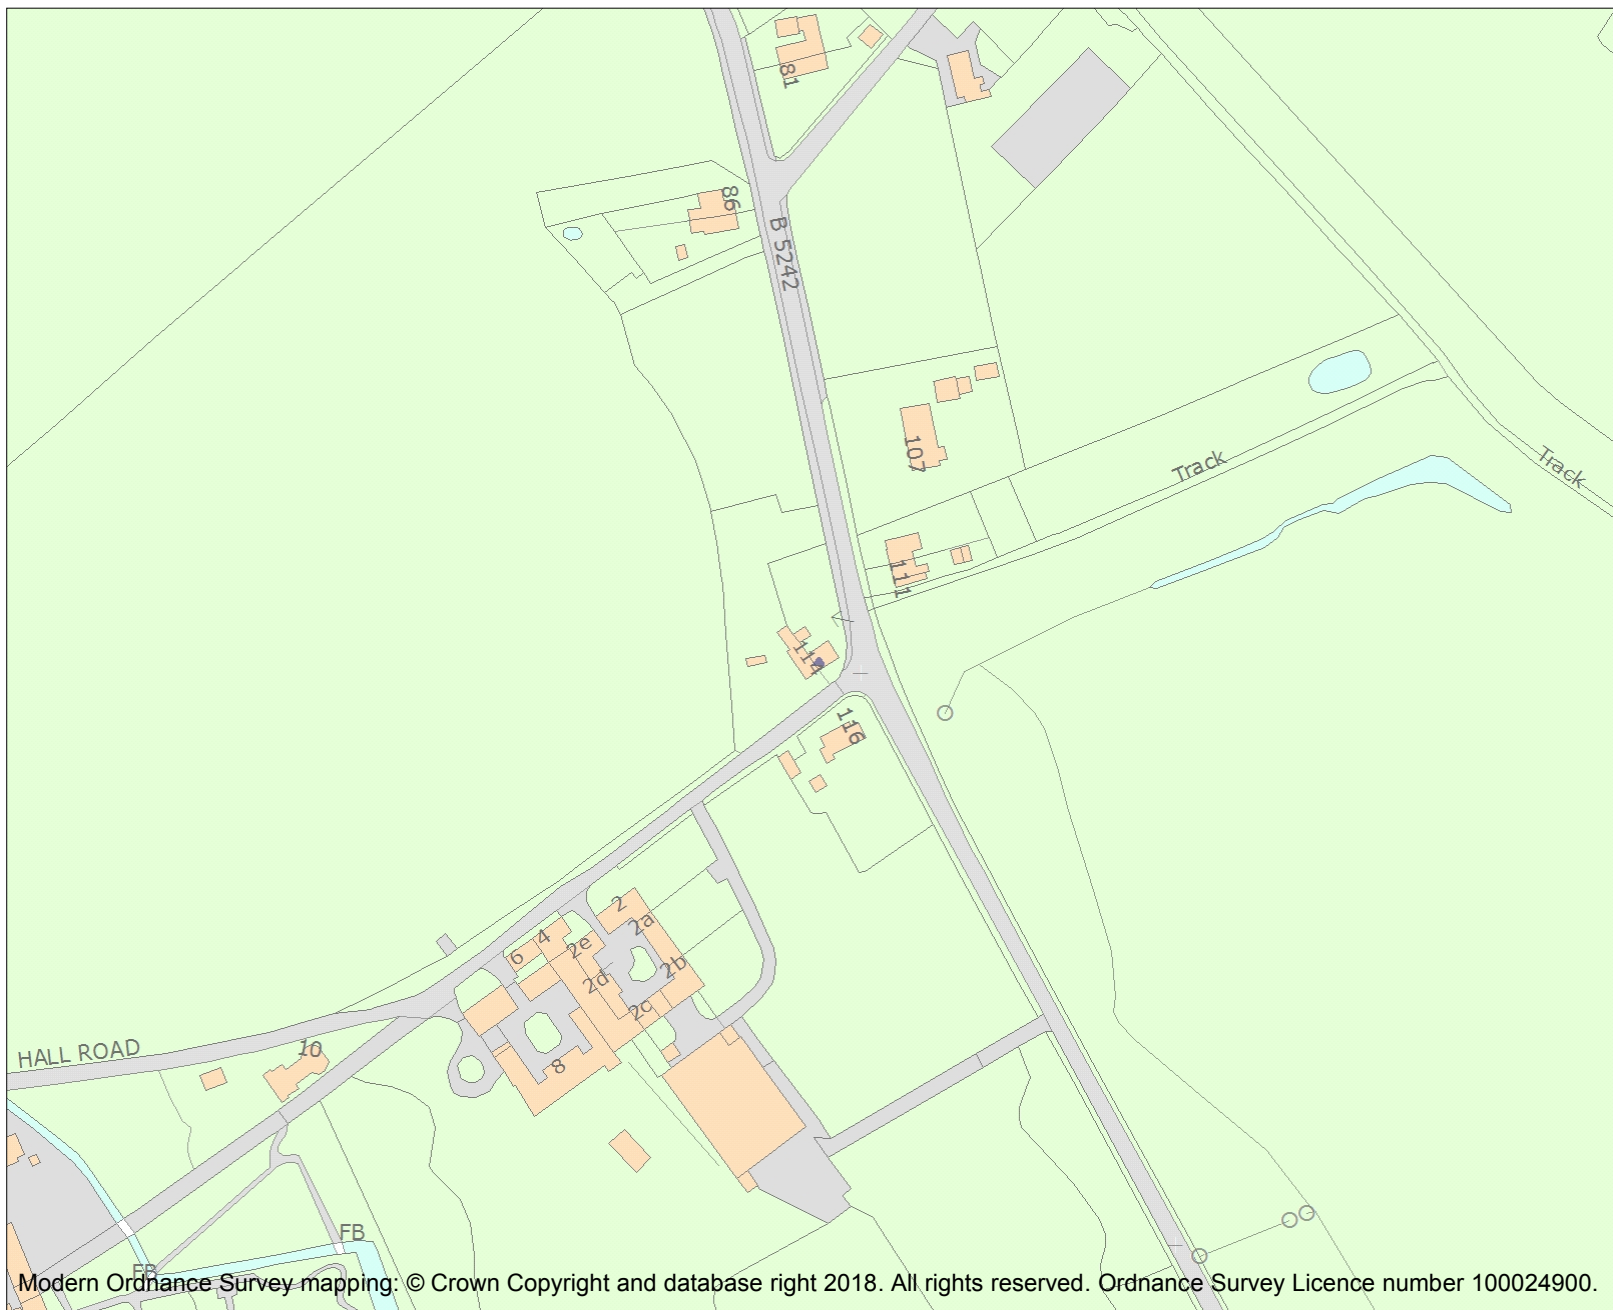 81
86
B 5242
107
Track
Track
111
114
116
2
2a
4
2e
6
2b
2d
2c
HALL ROAD
10
8
FB
FB
Modern Ordnance Survey mapping: © Crown Copyright and database right 2018. All rights reserved. Ordnance Survey Licence number 100024900.